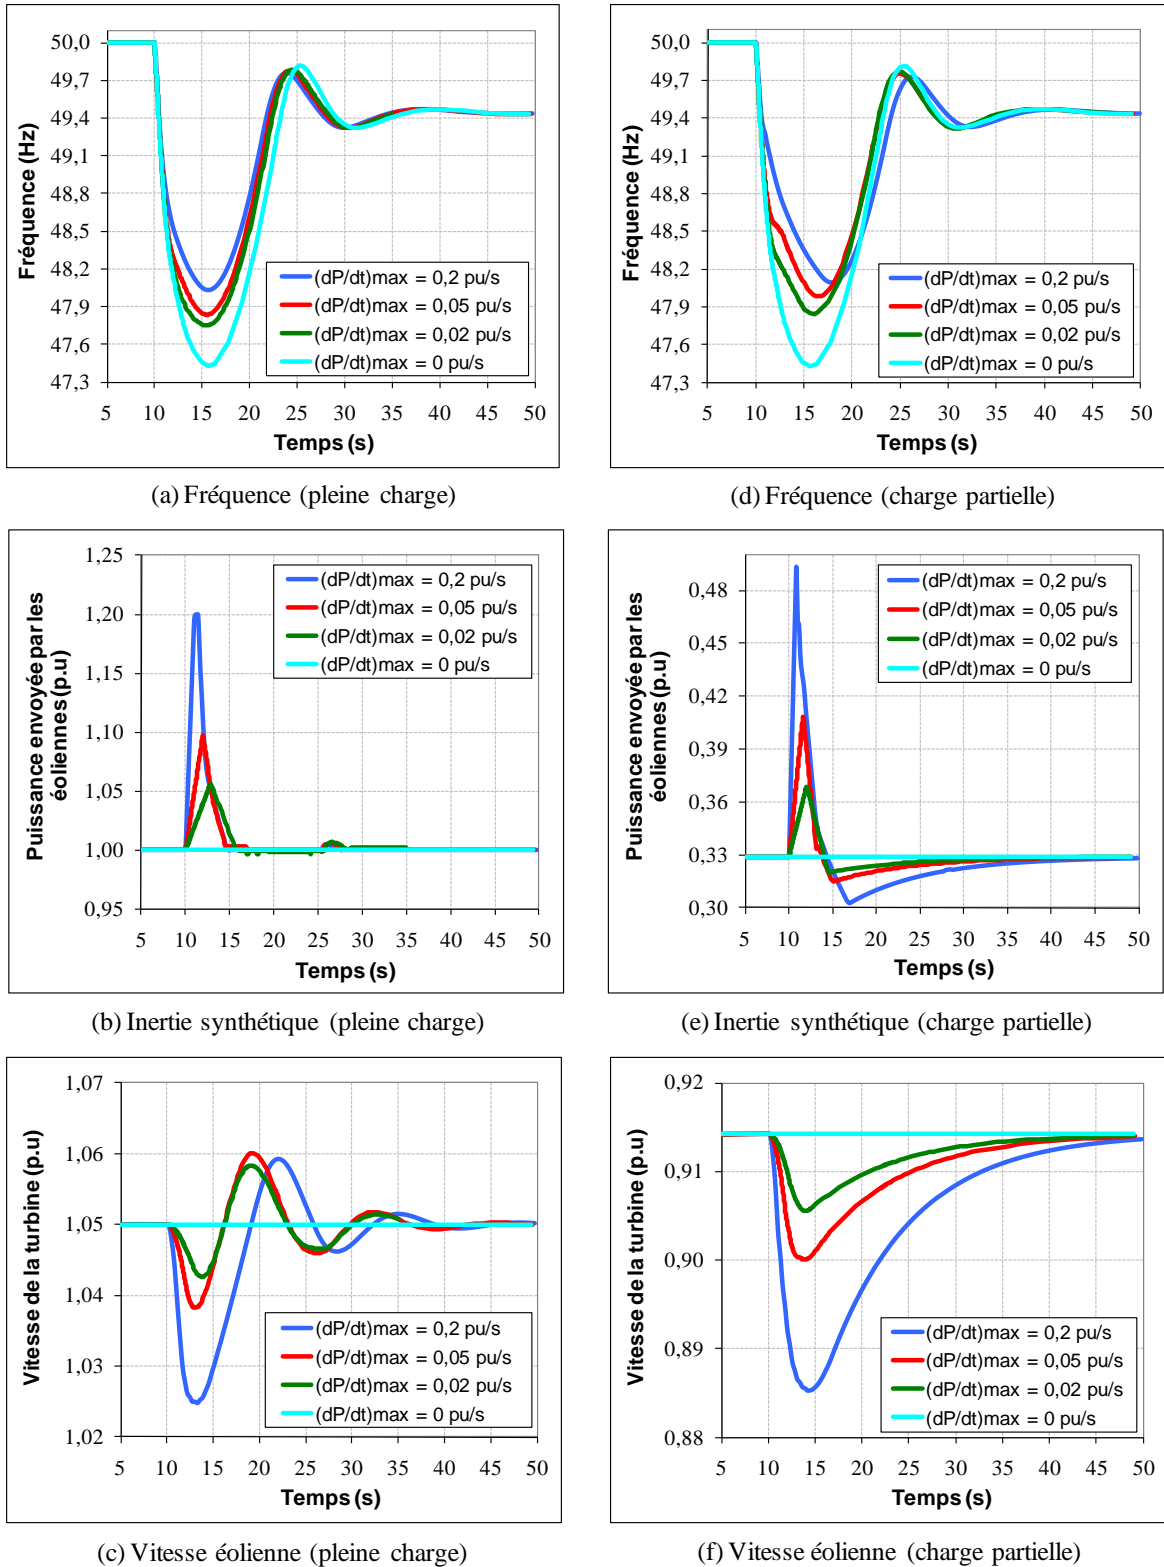 50,0
49,7
49,4
49,1
48,8
48,5
48,2
47,9
47,6
47,3
Fréquence (Hz)
(dP/dt)max = 0,2 pu/s
(dP/dt)max = 0,05 pu/s
(dP/dt)max = 0,02 pu/s
(dP/dt)max = 0 pu/s
5 10 15 20 25 30 35 40 45 50
Temps (s)
(a) Fréquence (pleine charge)
50,0
49,7
49,4
49,1
48,8
48,5
48,2
47,9
47,6
47,3
Fréquence (Hz)
(dP/dt)max = 0,2 pu/s
(dP/dt)max = 0,05 pu/s
(dP/dt)max = 0,02 pu/s
(dP/dt)max = 0 pu/s
5 10 15 20 25 30 35 40 45 50
Temps (s)
(d) Fréquence (charge partielle)
1,25
1,20
1,15
1,10
1,05
1,00
0,95
Puissance envoyée par les
éoliennes (p.u)
(dP/dt)max = 0,2 pu/s
(dP/dt)max = 0,05 pu/s
(dP/dt)max = 0,02 pu/s
(dP/dt)max = 0 pu/s
5 10 15 20 25 30 35 40 45 50
Temps (s)
(b) Inertie synthétique (pleine charge)
0,48
0,45
0,42
0,39
0,36
0,33
0,30
Puissance envoyée par les
éoliennes (p.u)
(dP/dt)max = 0,2 pu/s
(dP/dt)max = 0,05 pu/s
(dP/dt)max = 0,02 pu/s
(dP/dt)max = 0 pu/s
5 10 15 20 25 30 35 40 45 50
Temps (s)
(e) Inertie synthétique (charge partielle)
1,07
1,06
1,05
1,04
1,03
1,02
Vitesse de la turbine (p.u)
(dP/dt)max = 0,2 pu/s
(dP/dt)max = 0,05 pu/s
(dP/dt)max = 0,02 pu/s
(dP/dt)max = 0 pu/s
5 10 15 20 25 30 35 40 45 50
Temps (s)
(c) Vitesse éolienne (pleine charge)
0,92
0,91
0,90
0,89
0,88
Vitesse de la turbine (p.u)
(dP/dt)max = 0,2 pu/s
(dP/dt)max = 0,05 pu/s
(dP/dt)max = 0,02 pu/s
(dP/dt)max = 0 pu/s
5 10 15 20 25 30 35 40 45 50
Temps (s)
(f) Vitesse éolienne (charge partielle)